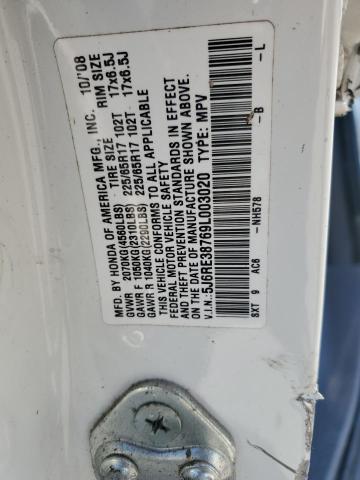 MFD. BY HONDA OF AMERICA MFG., INC. 10/'08
TIRE SIZE RIM SIZE
GVWR 2070KG(4560LBS)
GAWR F 1050KG(2310LBS) 225/65R17 102T 17x6.5J
GAWR R 1040KG(2290LBS) 225/65R17 102T 17x6.5J
THIS VEHICLE CONFORMS TO ALL APPLICABLE
FEDERAL MOTOR VEHICLE SAFETY
AND THEFT PREVENTION STANDARDS IN EFFECT
ON THE DATE OF MANUFACTURE SHOWN ABOVE.
V.I.N.: 5J6RE38769L003020 TYPE: MPV
SXT 9 AC6 -NH578 -B -L